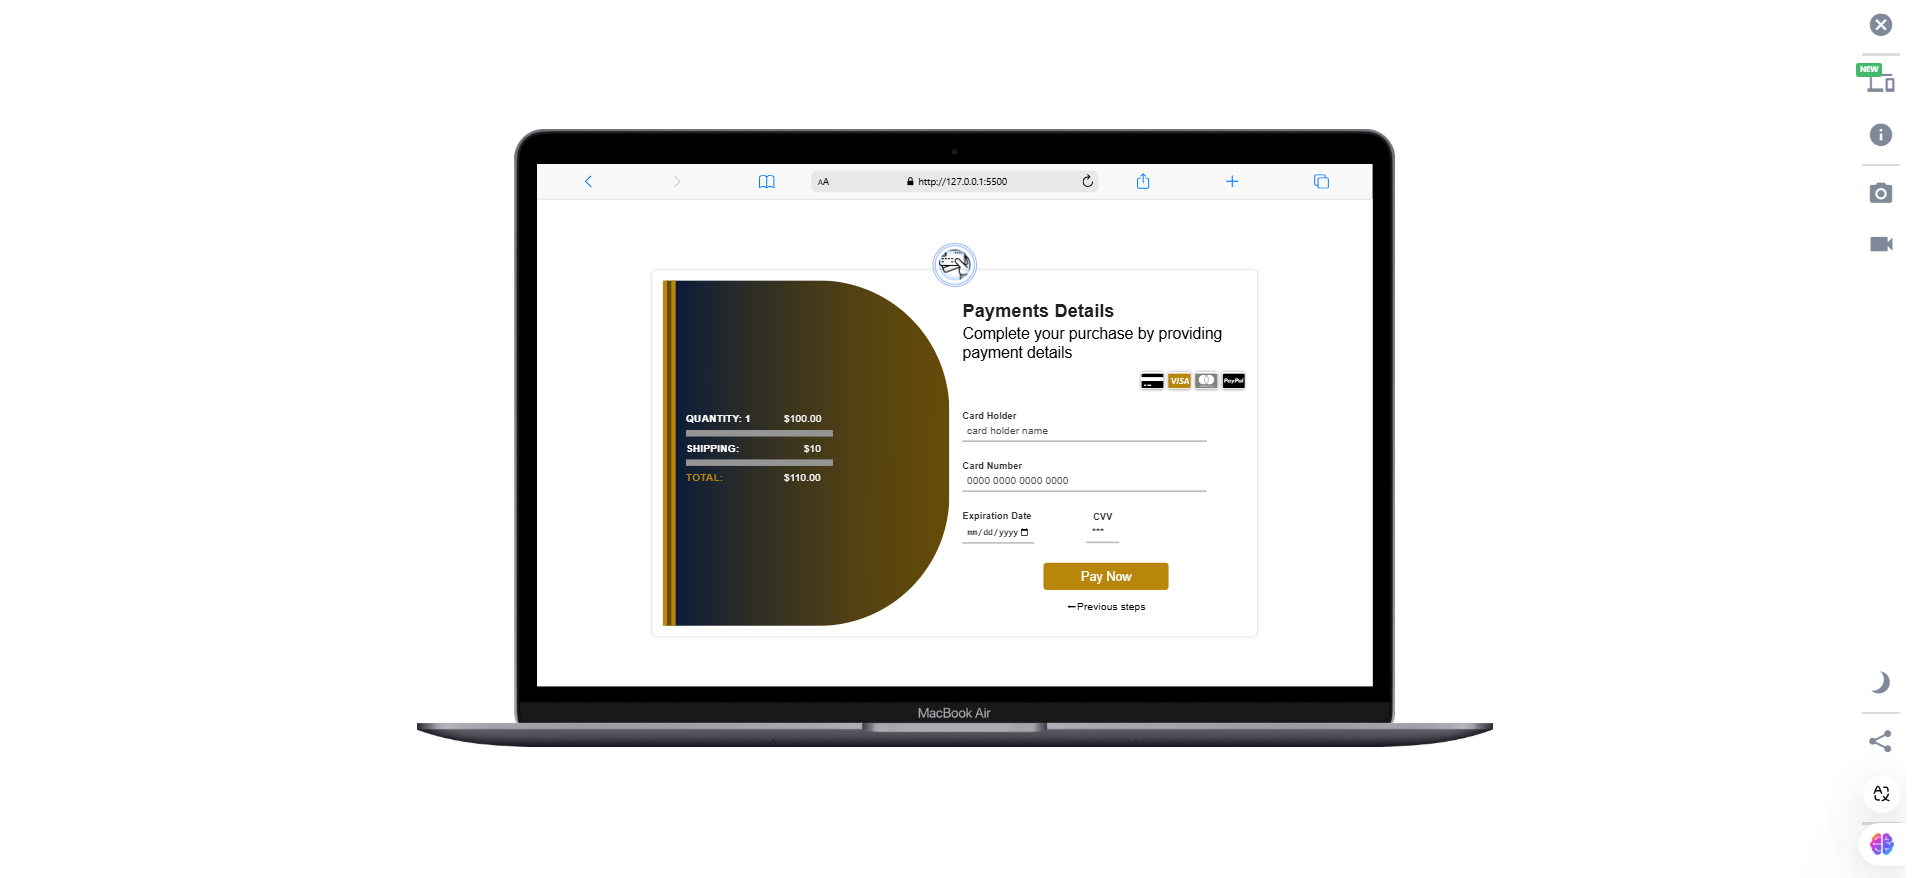 NEW
AA
http://127.0.0.1:5500
Payments Details
Complete your purchase by providing
payment details
VISA
PayPal
QUANTITY: 1 $100.00
SHIPPING: $10
TOTAL: $110.00
Card Holder
card holder name
Card Number
0000 0000 0000 0000
Expiration Date CVV
mm/dd/yyyy ***
Pay Now
←Previous steps
MacBook Air